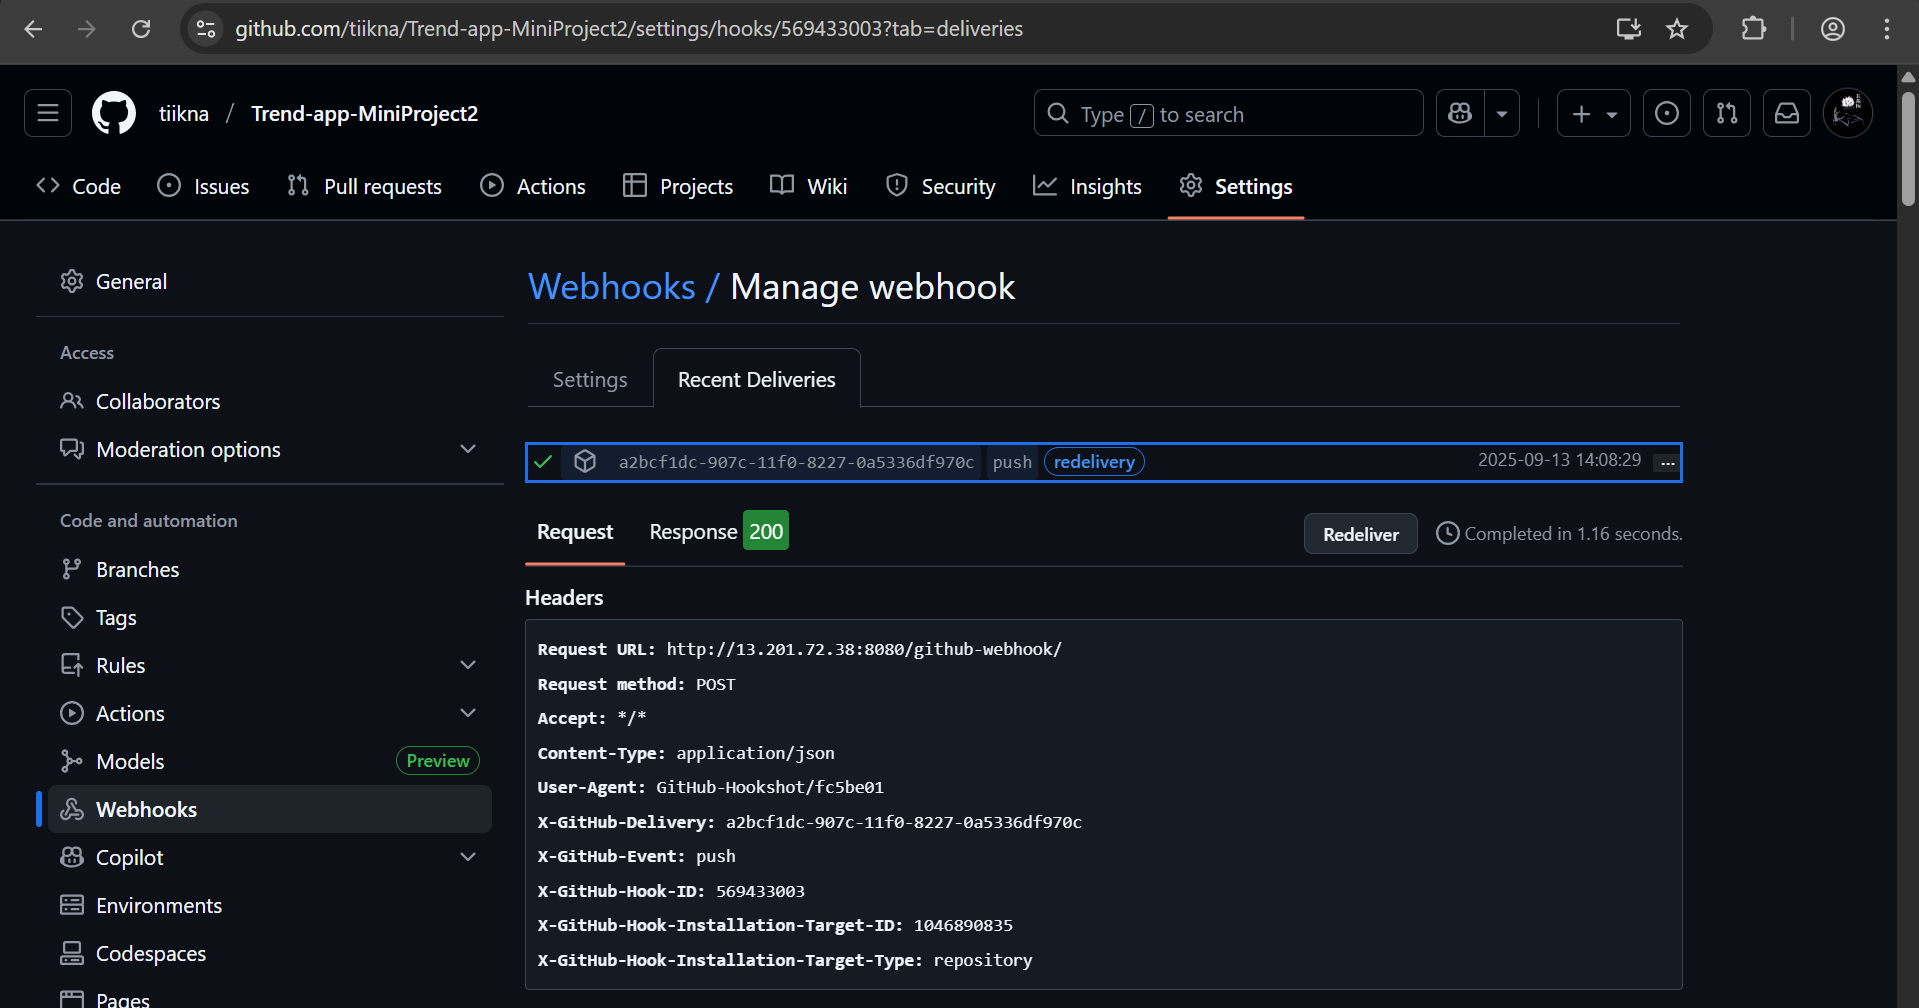 github.com/tiikna/Trend-app-MiniProject2/settings/hooks/569433003?tab=deliveries
tiikna / Trend-app-MiniProject2
Type / to search
Code Issues Pull requests Actions Projects Wiki Security Insights Settings
General
Access
Collaborators
Moderation options
Code and automation
Branches
Tags
Rules
Actions
Models Preview
Webhooks
Copilot
Environments
Codespaces
Pages
Webhooks / Manage webhook
Settings Recent Deliveries
a2bcf1dc-907c-11f0-8227-0a5336df970c push redelivery 2025-09-13 14:08:29 ...
Request Response 200 Redeliver Completed in 1.16 seconds.
Headers
Request URL: http://13.201.72.38:8080/github-webhook/
Request method: POST
Accept: */*
Content-Type: application/json
User-Agent: GitHub-Hookshot/fc5be01
X-GitHub-Delivery: a2bcf1dc-907c-11f0-8227-0a5336df970c
X-GitHub-Event: push
X-GitHub-Hook-ID: 569433003
X-GitHub-Hook-Installation-Target-ID: 1046890835
X-GitHub-Hook-Installation-Target-Type: repository